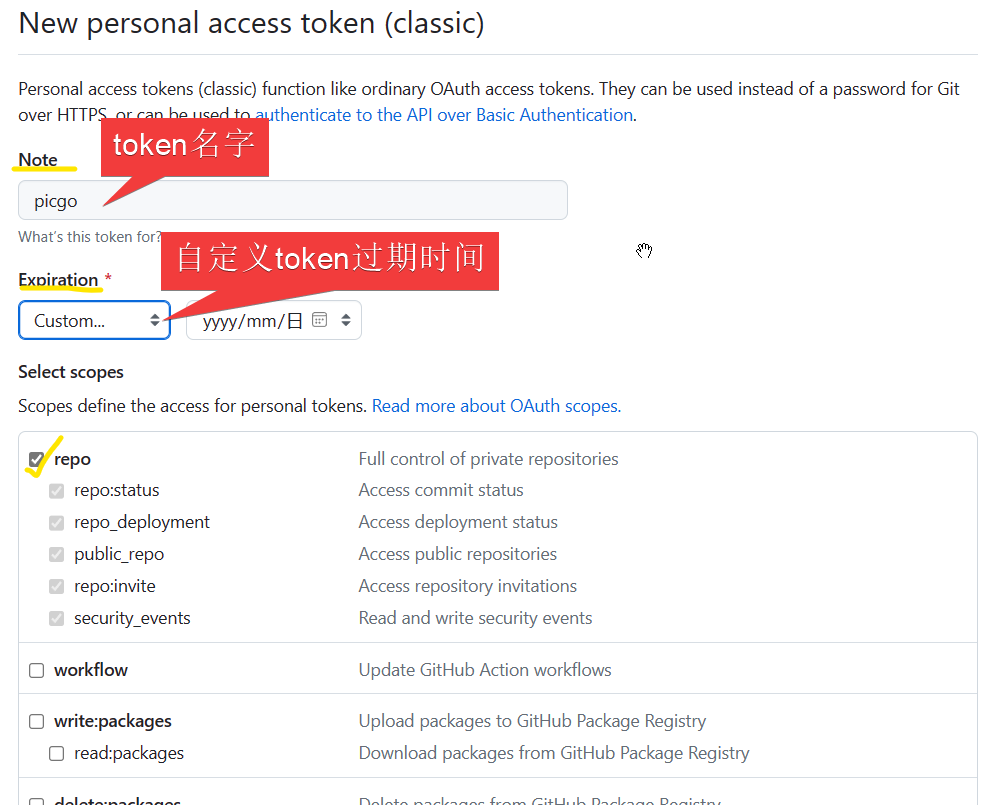 New personal access token (classic)
Personal access tokens (classic) function like ordinary OAuth access tokens. They can be used instead of a password for Git
over HTTPS, or can be used to authenticate to the API over Basic Authentication.
token名字
Note
picgo
What's this token for?
自定义token过期时间
Expiration *
Custom... yyyy/mm/日
Select scopes
Scopes define the access for personal tokens. Read more about OAuth scopes.
repo Full control of private repositories
repo:status Access commit status
repo_deployment Access deployment status
public_repo Access public repositories
repo:invite Access repository invitations
security_events Read and write security events
workflow Update GitHub Action workflows
write:packages Upload packages to GitHub Package Registry
read:packages Download packages from GitHub Package Registry
delete:packages Delete packages from GitHub Package Registry